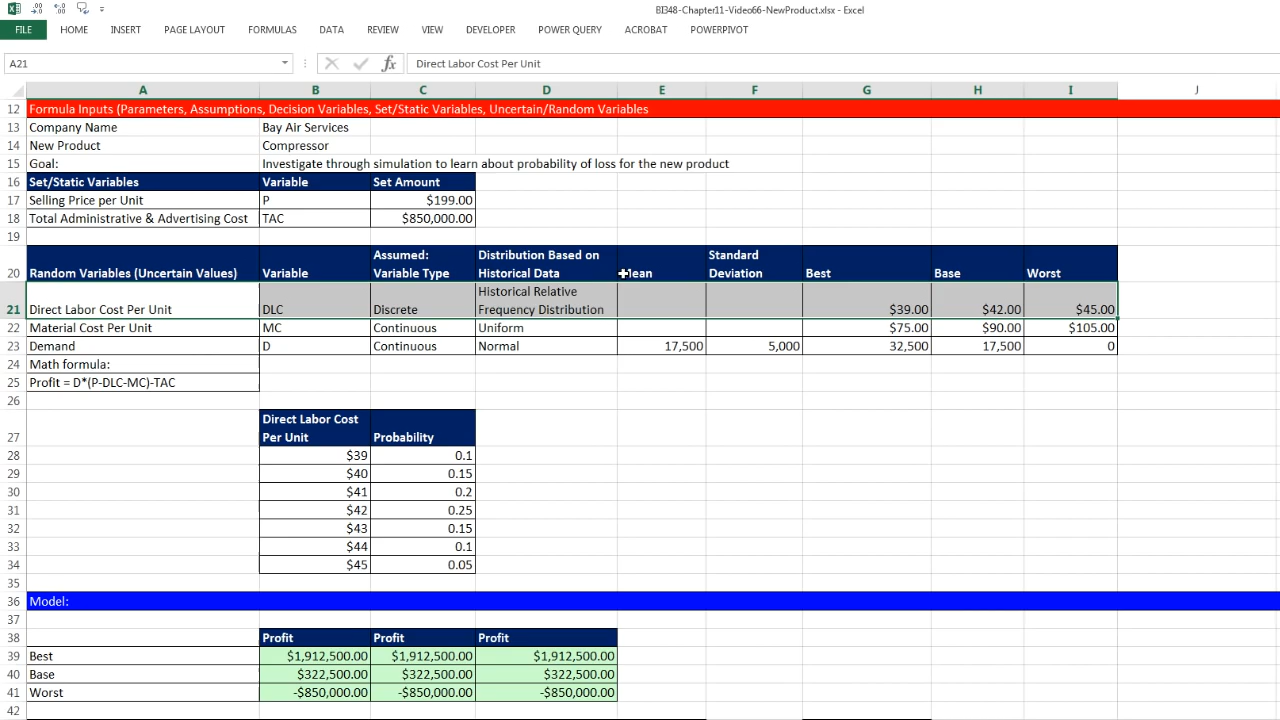 BI348-Chapter11-Video66-NewProduct.xlsx - Excel
FILE HOME INSERT PAGE LAYOUT FORMULAS DATA REVIEW VIEW DEVELOPER POWER QUERY ACROBAT POWERPIVOT
A21 fx Direct Labor Cost Per Unit
A B C D E F G H I J
12 Formula Inputs (Parameters, Assumptions, Decision Variables, Set/Static Variables, Uncertain/Random Variables
13 Company Name Bay Air Services
14 New Product Compressor
15 Goal: Investigate through simulation to learn about probability of loss for the new product
16 Set/Static Variables Variable Set Amount
17 Selling Price per Unit P $199.00
18 Total Administrative & Advertising Cost TAC $850,000.00
19
Assumed: Distribution Based on Standard
20 Random Variables (Uncertain Values) Variable Variable Type Historical Data Mean Deviation Best Base Worst
Historical Relative
21 Direct Labor Cost Per Unit DLC Discrete Frequency Distribution $39.00 $42.00 $45.00
22 Material Cost Per Unit MC Continuous Uniform $75.00 $90.00 $105.00
23 Demand D Continuous Normal 17,500 5,000 32,500 17,500 0
24 Math formula:
25 Profit = D*(P-DLC-MC)-TAC
26
Direct Labor Cost
27 Per Unit Probability
28 $39 0.1
29 $40 0.15
30 $41 0.2
31 $42 0.25
32 $43 0.15
33 $44 0.1
34 $45 0.05
35
36 Model:
37
38 Profit Profit Profit
39 Best $1,912,500.00 $1,912,500.00 $1,912,500.00
40 Base $322,500.00 $322,500.00 $322,500.00
41 Worst -$850,000.00 -$850,000.00 -$850,000.00
42